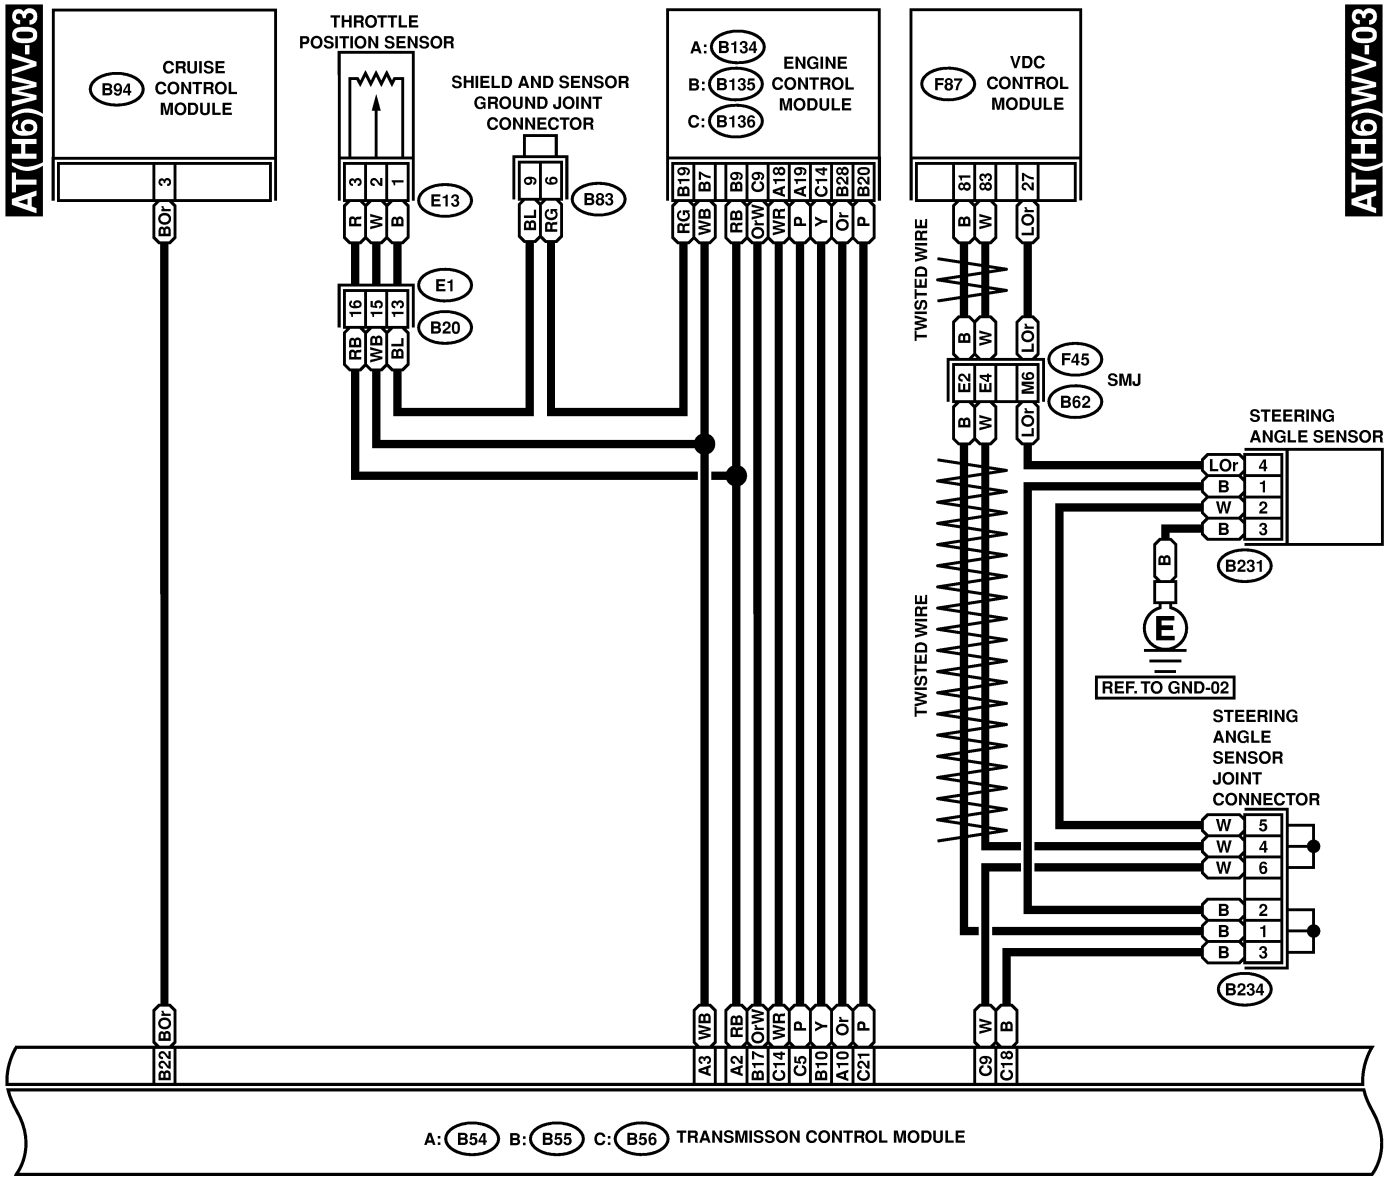 AT(H6)WV-03
AT(H6)WV-03
B94
CRUISE
CONTROL
MODULE
3
BOr
THROTTLE
POSITION SENSOR
3 2 1
E13
R W B
E1
16 15 13
B20
RB WB BL
SHIELD AND SENSOR
GROUND JOINT
CONNECTOR
9 6
B83
BL RG
A: B134
B: B135
C: B136
ENGINE
CONTROL
MODULE
B19 B7 B9 C9 A18 A19 C14 B28 B20
RG WB RB OrW WR P Y Or P
F87
VDC
CONTROL
MODULE
81 83 27
B W LOr
TWISTED WIRE
B W LOr
F45
E2 E4 M6
SMJ
B62
B W LOr
TWISTED WIRE
STEERING
ANGLE SENSOR
LOr 4
B 1
W 2
B 3
B231
B
E
REF. TO GND-02
STEERING
ANGLE
SENSOR
JOINT
CONNECTOR
W 5
W 4
W 6
B 2
B 1
B 3
B234
BOr WB RB OrW WR P Y Or P W B
B22 A3 A2 B17 C14 C5 B10 A10 C21 C9 C18
A: B54 B: B55 C: B56 TRANSMISSON CONTROL MODULE